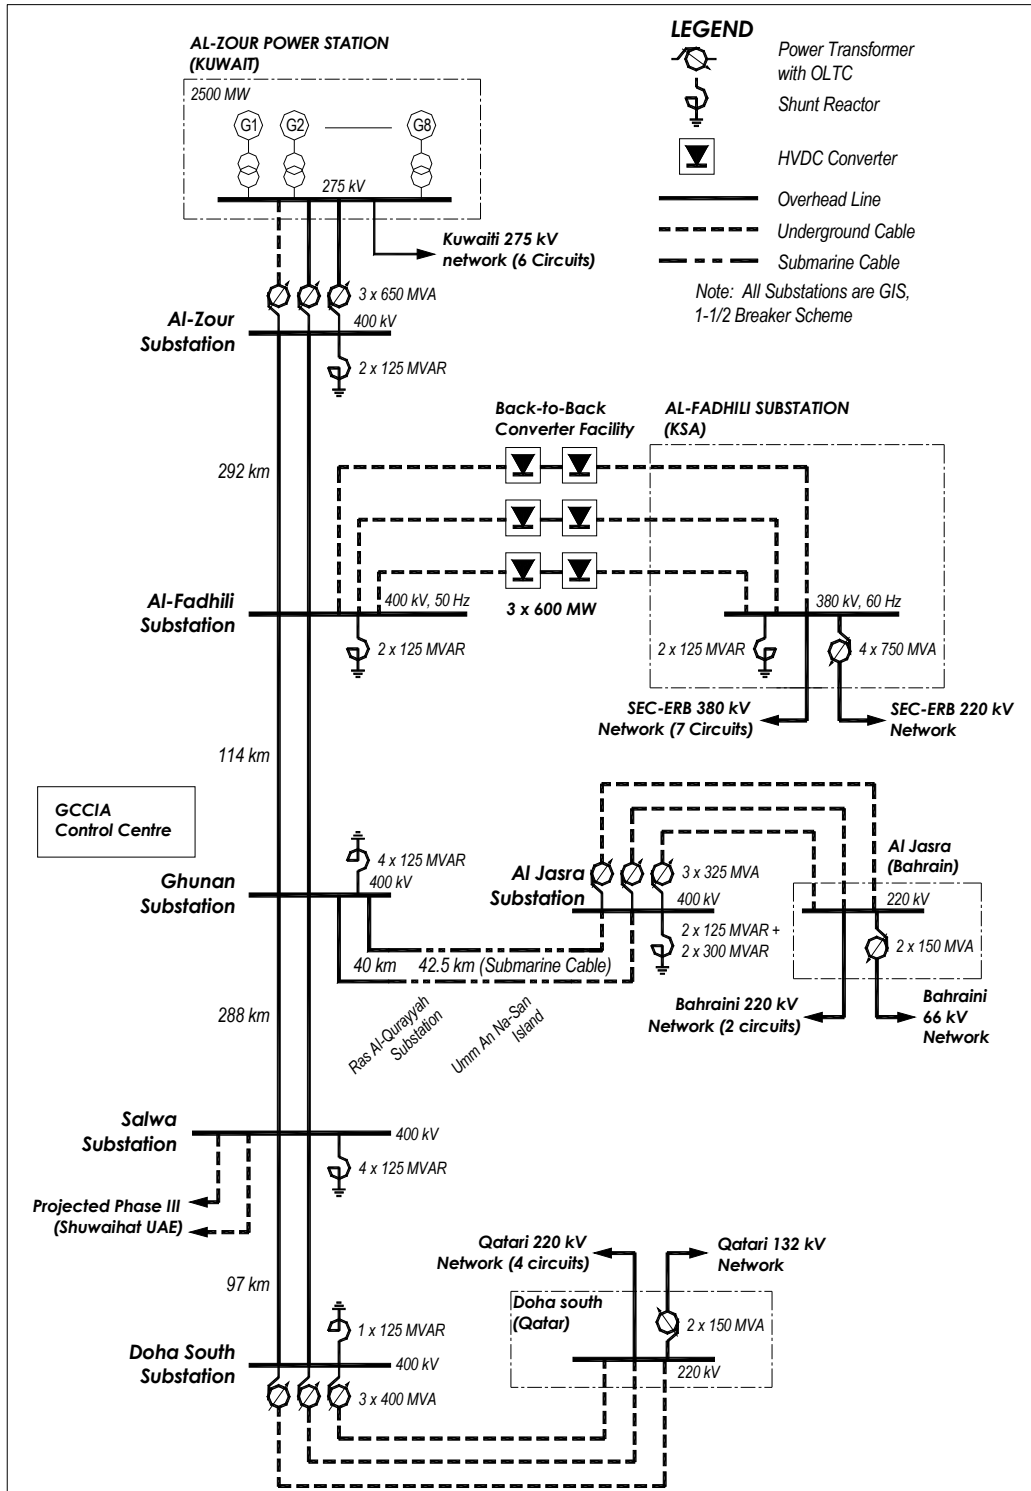 AL-ZOUR POWER STATION
(KUWAIT)
2500 MW
G1
G2
G8
275 kV
Kuwaiti 275 kV
network (6 Circuits)
3 x 650 MVA
400 kV
Al-Zour
Substation
2 x 125 MVAR
LEGEND
Power Transformer
with OLTC
Shunt Reactor
HVDC Converter
Overhead Line
Underground Cable
Submarine Cable
Note: All Substations are GIS,
1-1/2 Breaker Scheme
292 km
Back-to-Back
Converter Facility
3 x 600 MW
AL-FADHILI SUBSTATION
(KSA)
Al-Fadhili
Substation
400 kV, 50 Hz
2 x 125 MVAR
380 kV, 60 Hz
2 x 125 MVAR
4 x 750 MVA
SEC-ERB 380 kV
Network (7 Circuits)
SEC-ERB 220 kV
Network
114 km
GCCIA
Control Centre
4 x 125 MVAR
400 kV
Ghunan
Substation
Al Jasra
Substation
3 x 325 MVA
400 kV
2 x 125 MVAR +
2 x 300 MVAR
Al Jasra
(Bahrain)
220 kV
2 x 150 MVA
40 km
42.5 km (Submarine Cable)
Ras Al-Qurayyah
Substation
Umm An Na-San
Island
Bahraini 220 kV
Network (2 circuits)
Bahraini
66 kV
Network
288 km
Salwa
Substation
400 kV
4 x 125 MVAR
Projected Phase III
(Shuwaihat UAE)
97 km
Qatari 220 kV
Network (4 circuits)
Qatari 132 kV
Network
Doha south
(Qatar)
2 x 150 MVA
220 kV
1 x 125 MVAR
Doha South
Substation
400 kV
3 x 400 MVA